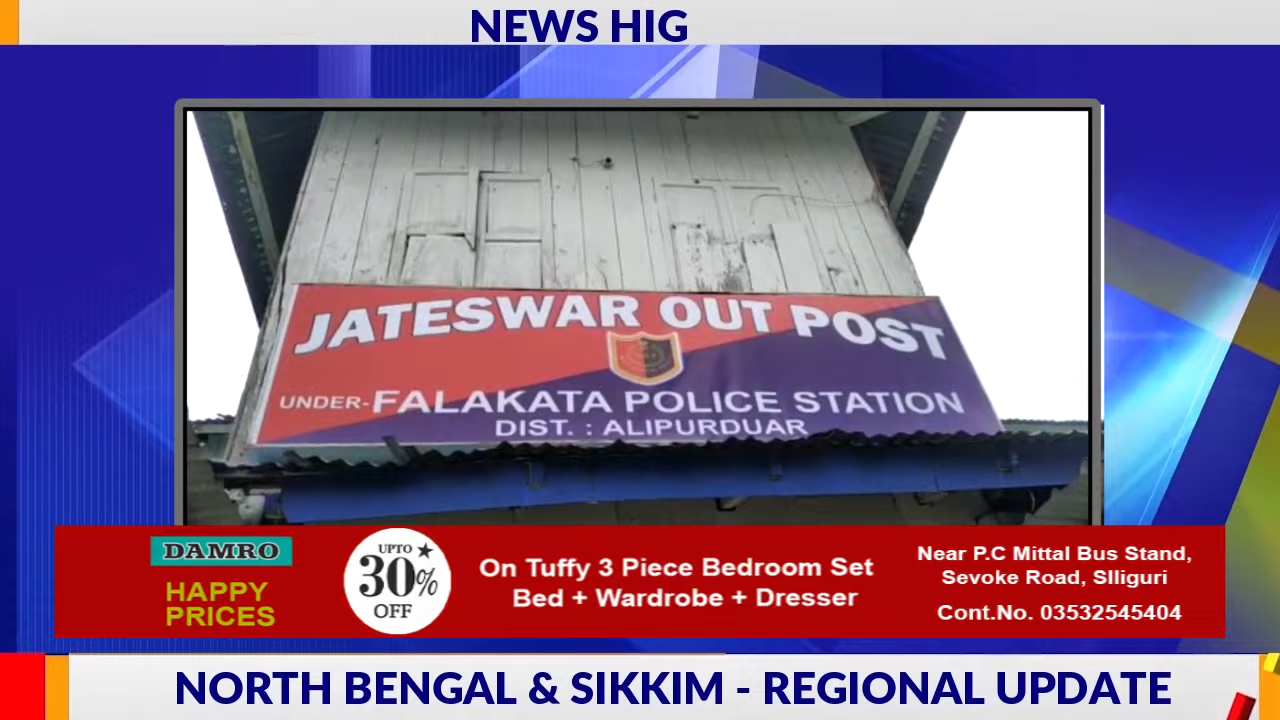 NEWS HIG
JATESWAR OUT POST
UNDER-FALAKATA POLICE STATION
DIST. : ALIPURDUAR
DAMRO
HAPPY
PRICES
UPTO
30%
OFF
On Tuffy 3 Piece Bedroom Set
Bed + Wardrobe + Dresser
Near P.C Mittal Bus Stand,
Sevoke Road, SIliguri
Cont.No. 03532545404
NORTH BENGAL & SIKKIM - REGIONAL UPDATE